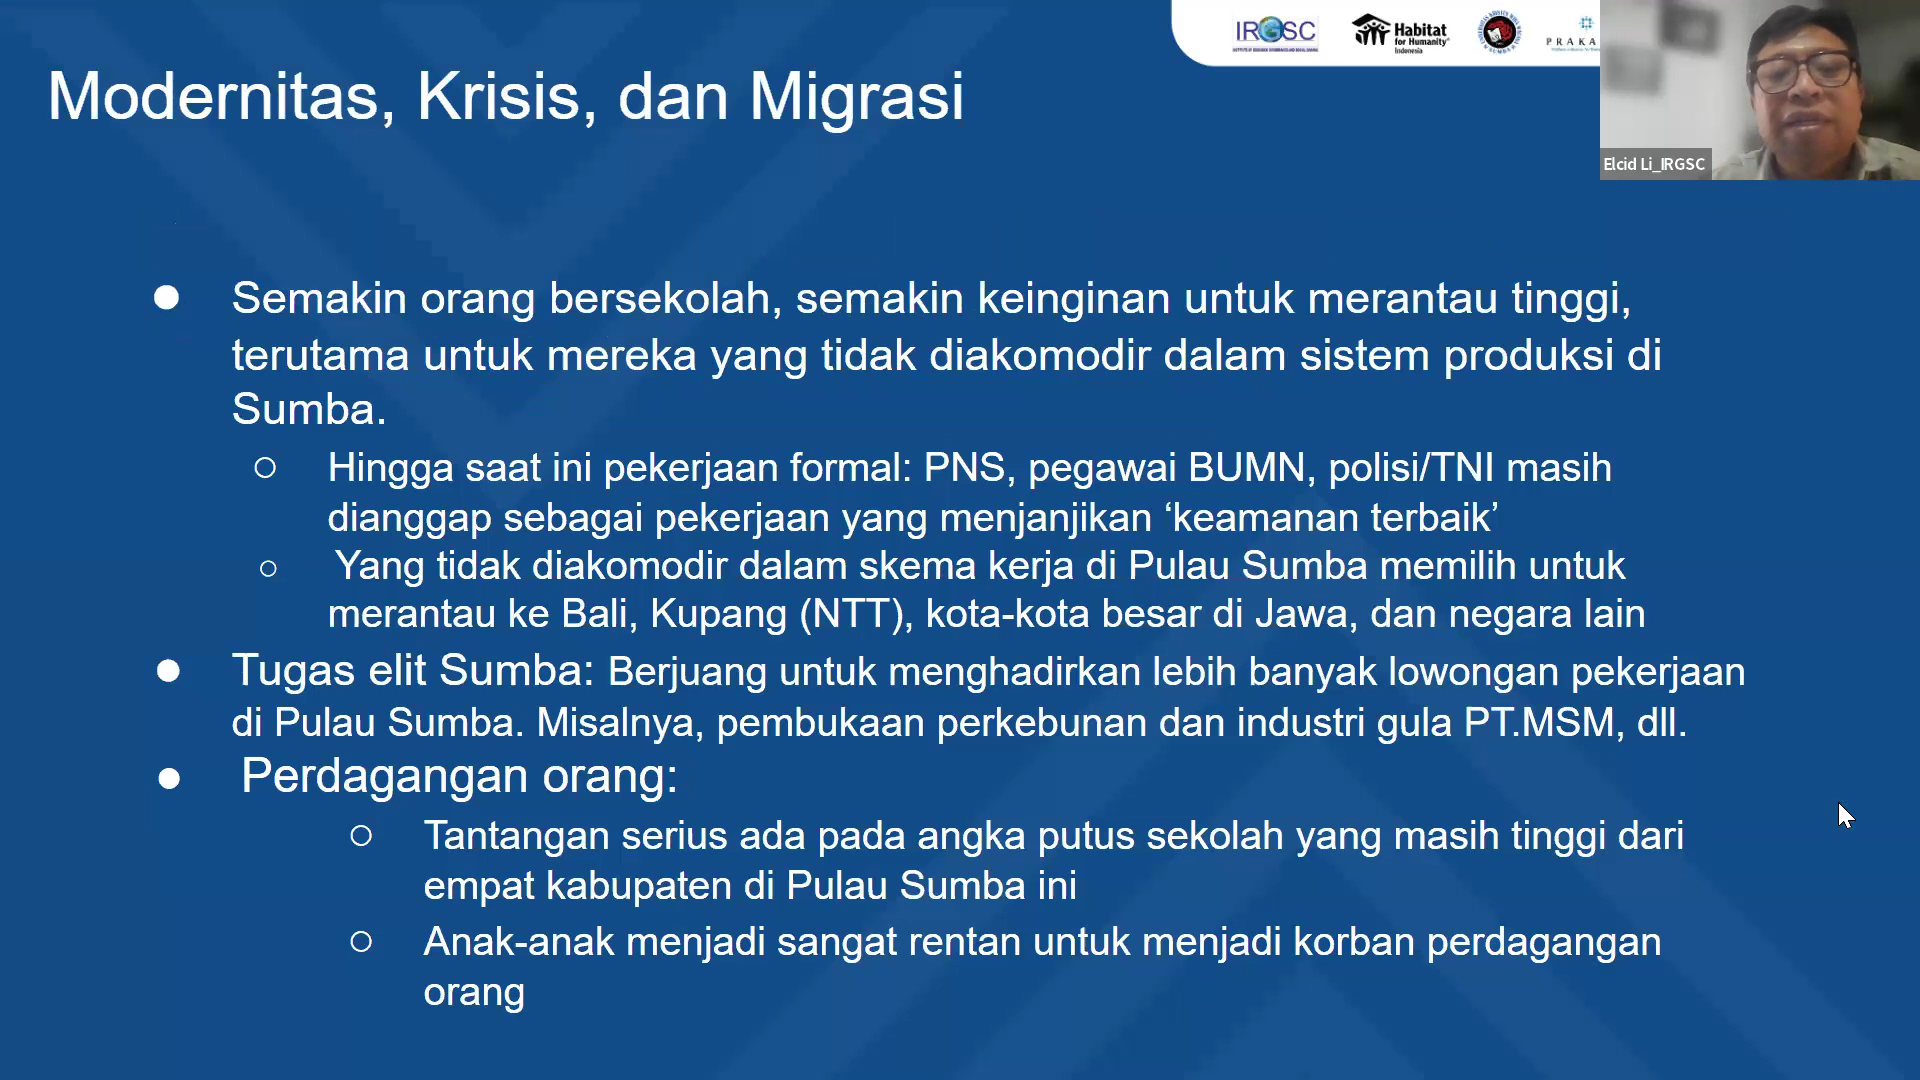 IRGSC
Habitat
for Humanity
Indonesia
PRAKA
Modernitas, Krisis, dan Migrasi
Elcid Li_IRGSC
Semakin orang bersekolah, semakin keinginan untuk merantau tinggi,
terutama untuk mereka yang tidak diakomodir dalam sistem produksi di
Sumba.
Hingga saat ini pekerjaan formal: PNS, pegawai BUMN, polisi/TNI masih
dianggap sebagai pekerjaan yang menjanjikan ‘keamanan terbaik’
Yang tidak diakomodir dalam skema kerja di Pulau Sumba memilih untuk
merantau ke Bali, Kupang (NTT), kota-kota besar di Jawa, dan negara lain
Tugas elit Sumba: Berjuang untuk menghadirkan lebih banyak lowongan pekerjaan
di Pulau Sumba. Misalnya, pembukaan perkebunan dan industri gula PT.MSM, dll.
Perdagangan orang:
Tantangan serius ada pada angka putus sekolah yang masih tinggi dari
empat kabupaten di Pulau Sumba ini
Anak-anak menjadi sangat rentan untuk menjadi korban perdagangan
orang